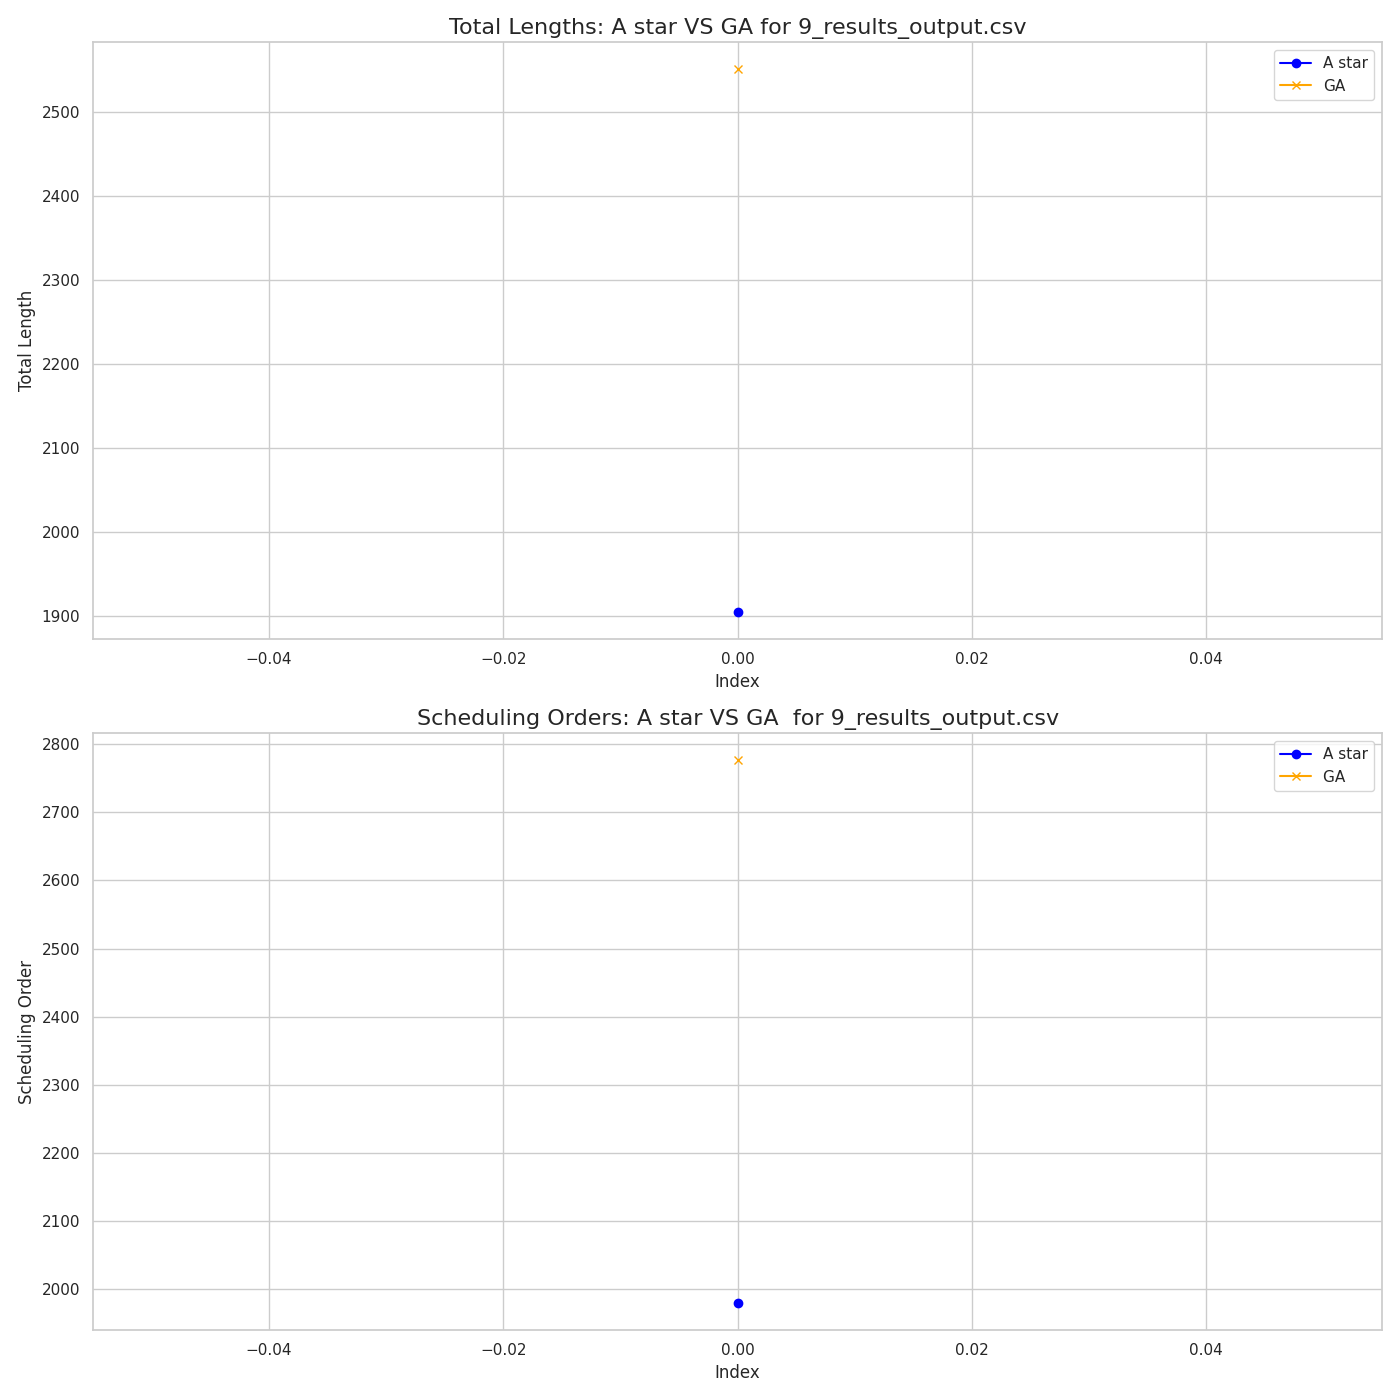 Total Lengths: A star VS GA for 9_results_output.csv
A star
GA
2500
2400
2300
2200
2100
2000
1900
Total Length
−0.04
−0.02
0.00
0.02
0.04
Index
Scheduling Orders: A star VS GA  for 9_results_output.csv
A star
GA
2800
2700
2600
2500
2400
2300
2200
2100
2000
Scheduling Order
−0.04
−0.02
0.00
0.02
0.04
Index